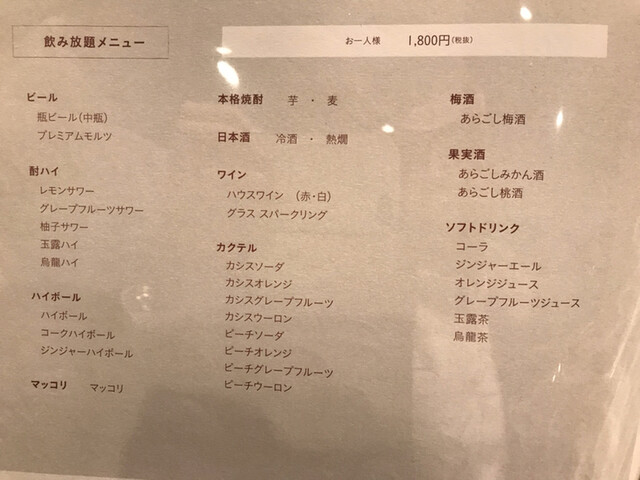 飲み放題メニュー
お一人様 1,800円(税抜)
ビール
瓶ビール(中瓶)
プレミアムモルツ
酎ハイ
レモンサワー
グレープフルーツサワー
柚子サワー
玉露ハイ
烏龍ハイ
ハイボール
ハイボール
コークハイボール
ジンジャーハイボール
マッコリ マッコリ
本格焼酎 芋・麦
日本酒 冷酒・熱燗
ワイン
ハウスワイン (赤・白)
グラス スパークリング
カクテル
カシスソーダ
カシスオレンジ
カシスグレープフルーツ
カシスウーロン
ピーチソーダ
ピーチオレンジ
ピーチグレープフルーツ
ピーチウーロン
梅酒
あらごし梅酒
果実酒
あらごしみかん酒
あらごし桃酒
ソフトドリンク
コーラ
ジンジャーエール
オレンジジュース
グレープフルーツジュース
玉露茶
烏龍茶